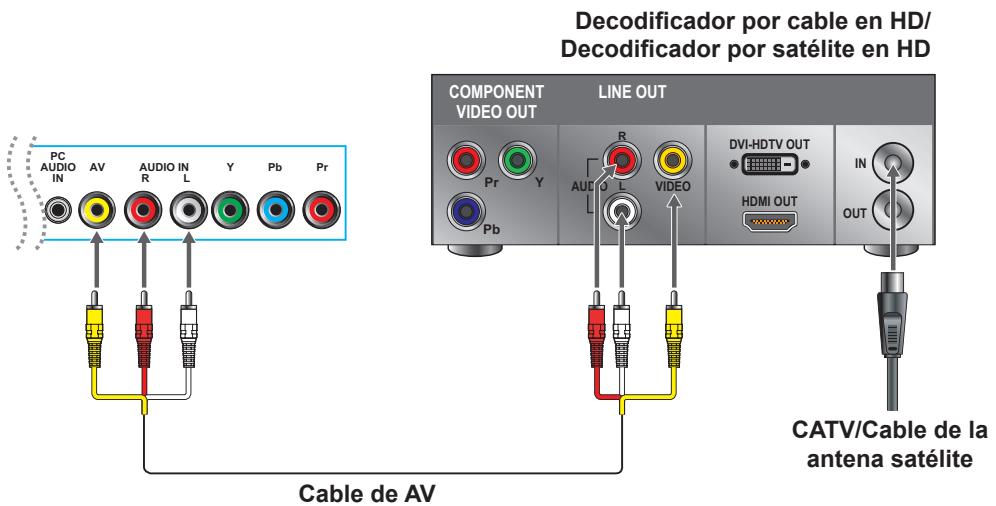 Decodificador por cable en HD/
Decodificador por satélite en HD
COMPONENT
VIDEO OUT
LINE OUT
R
AUDIO
L
VIDEO
Pr
Y
Pb
DVI-HDTV OUT
HDMI OUT
IN
OUT
PC
AUDIO
IN
AV
AUDIO IN
R
L
Y
Pb
Pr
CATV/Cable de la
antena satélite
Cable de AV